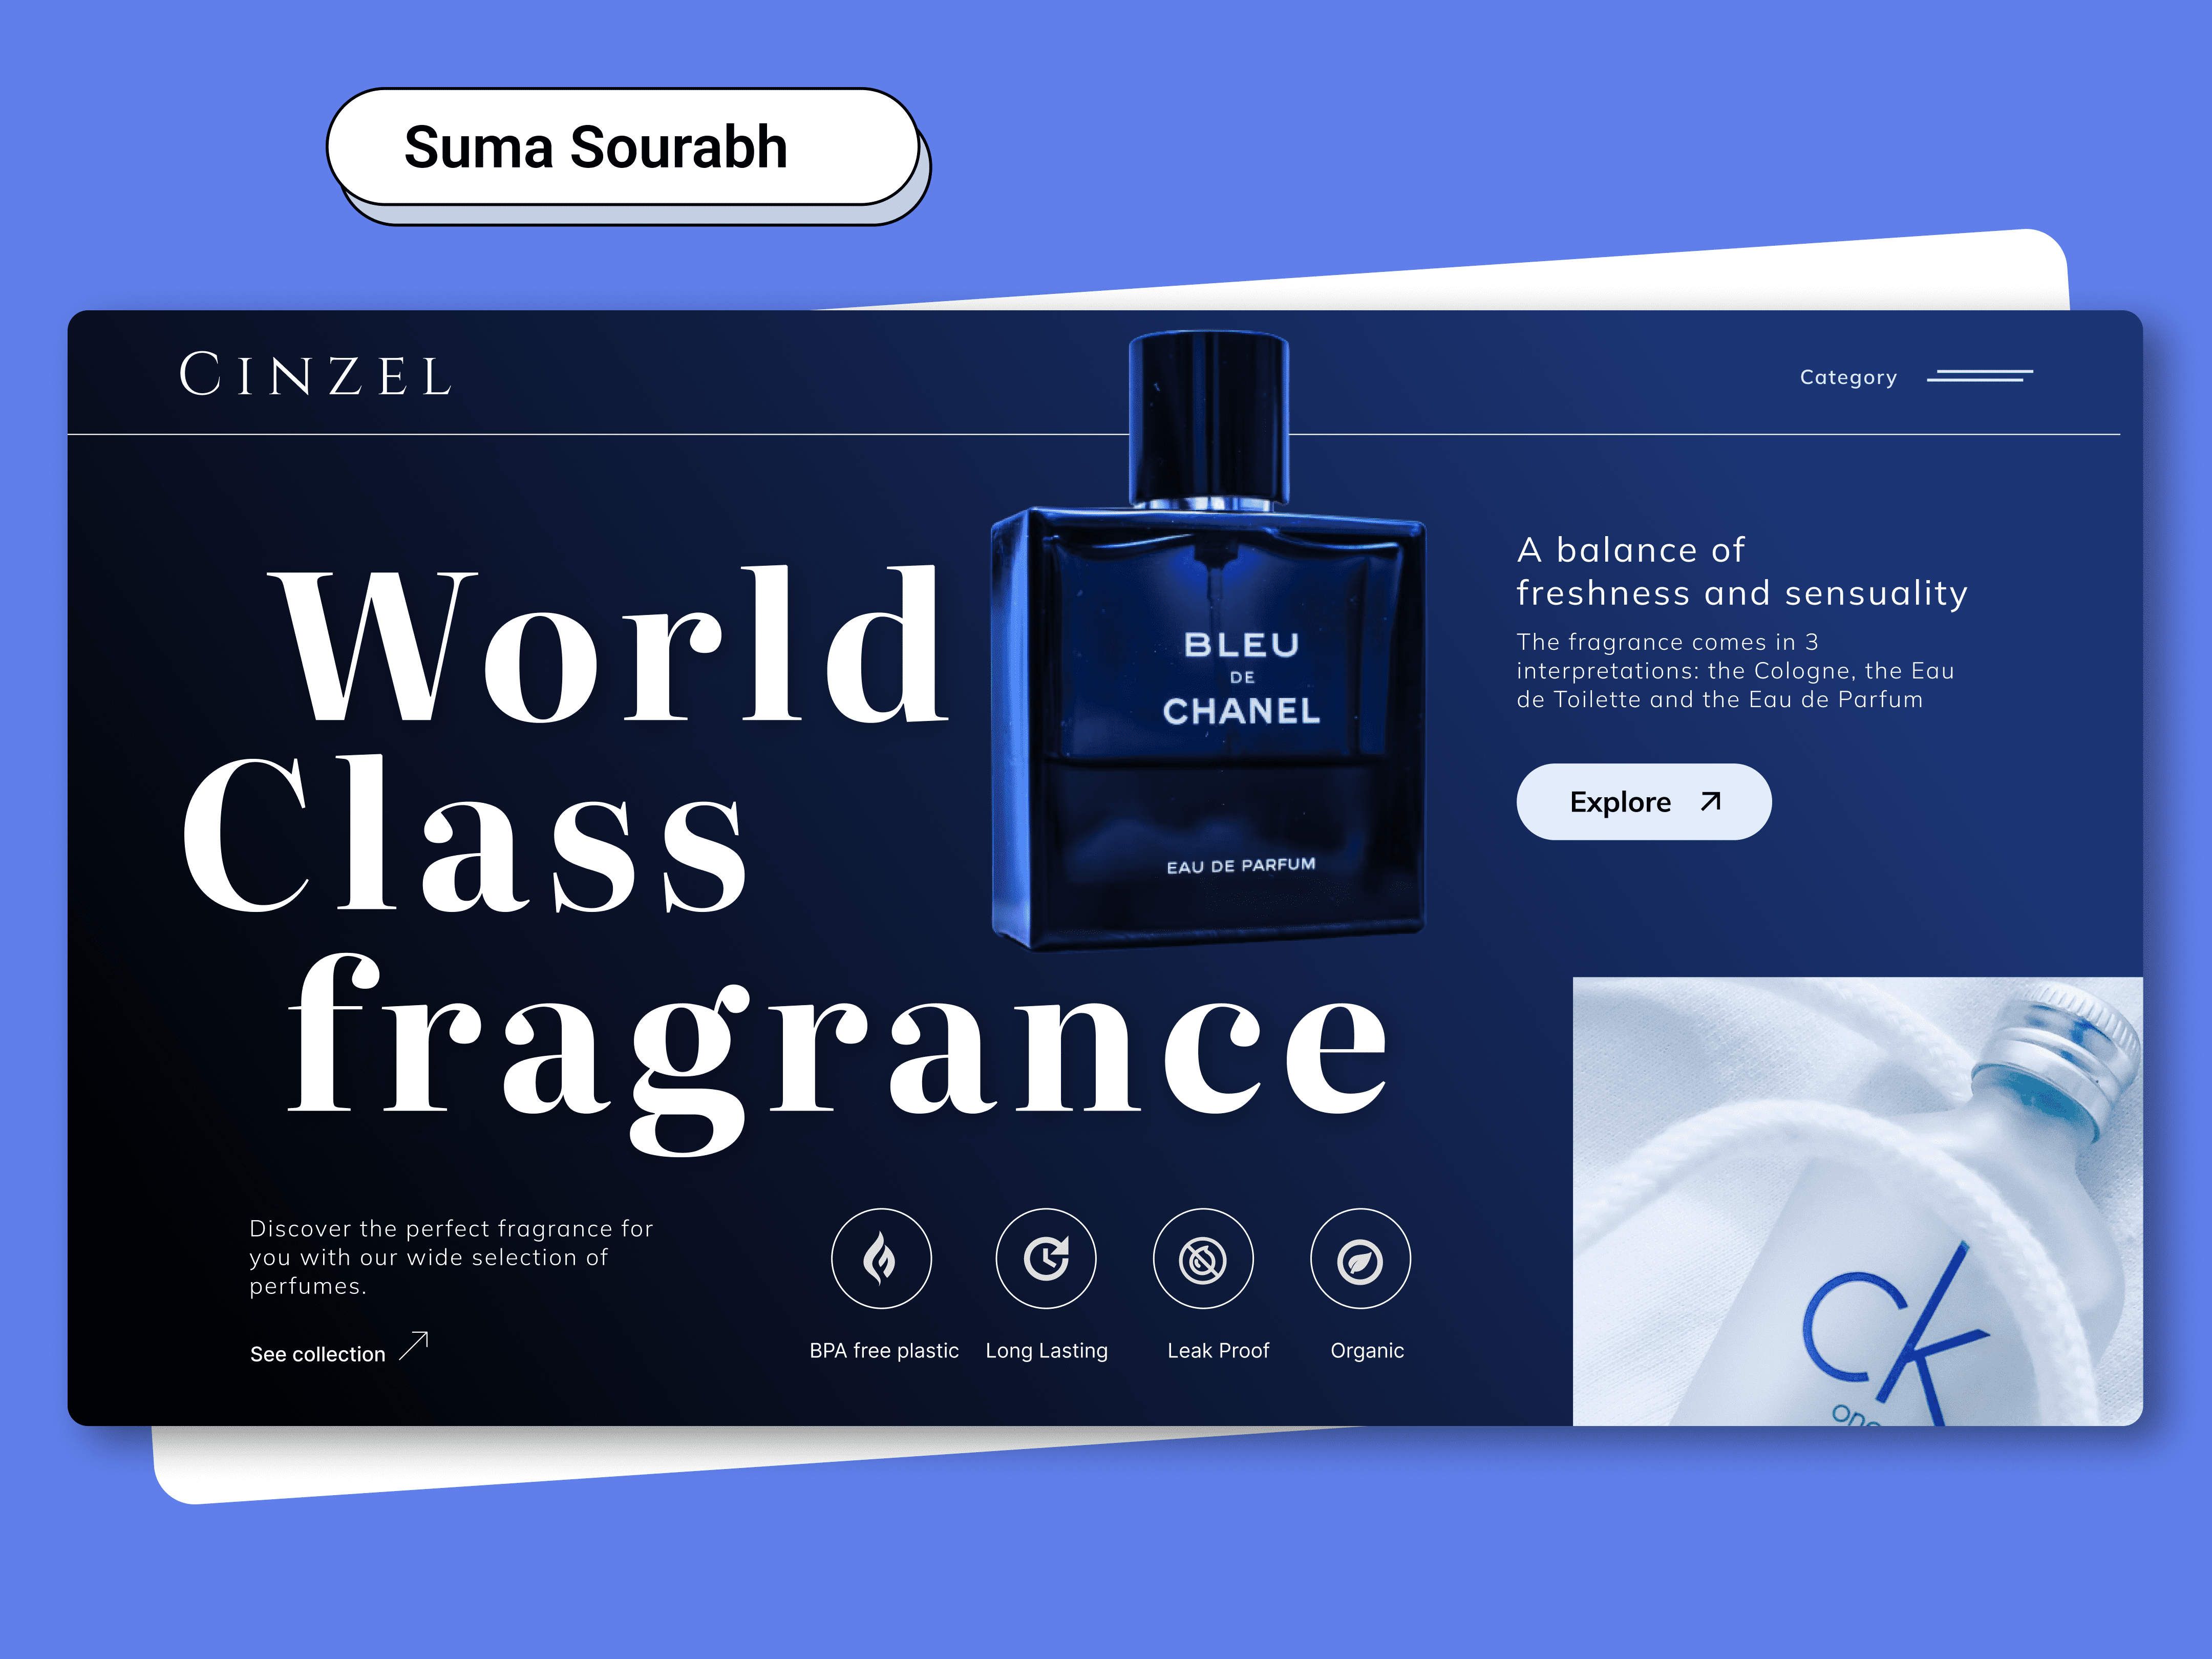 Suma Sourabh
CINZEL
Category
World
Class
fragrance
BLEU
DE
CHANEL
EAU DE PARFUM
A balance of
freshness and sensuality
The fragrance comes in 3
interpretations: the Cologne, the Eau
de Toilette and the Eau de Parfum
Explore
Discover the perfect fragrance for
you with our wide selection of
perfumes.
See collection
BPA free plastic
Long Lasting
Leak Proof
Organic
ck
one